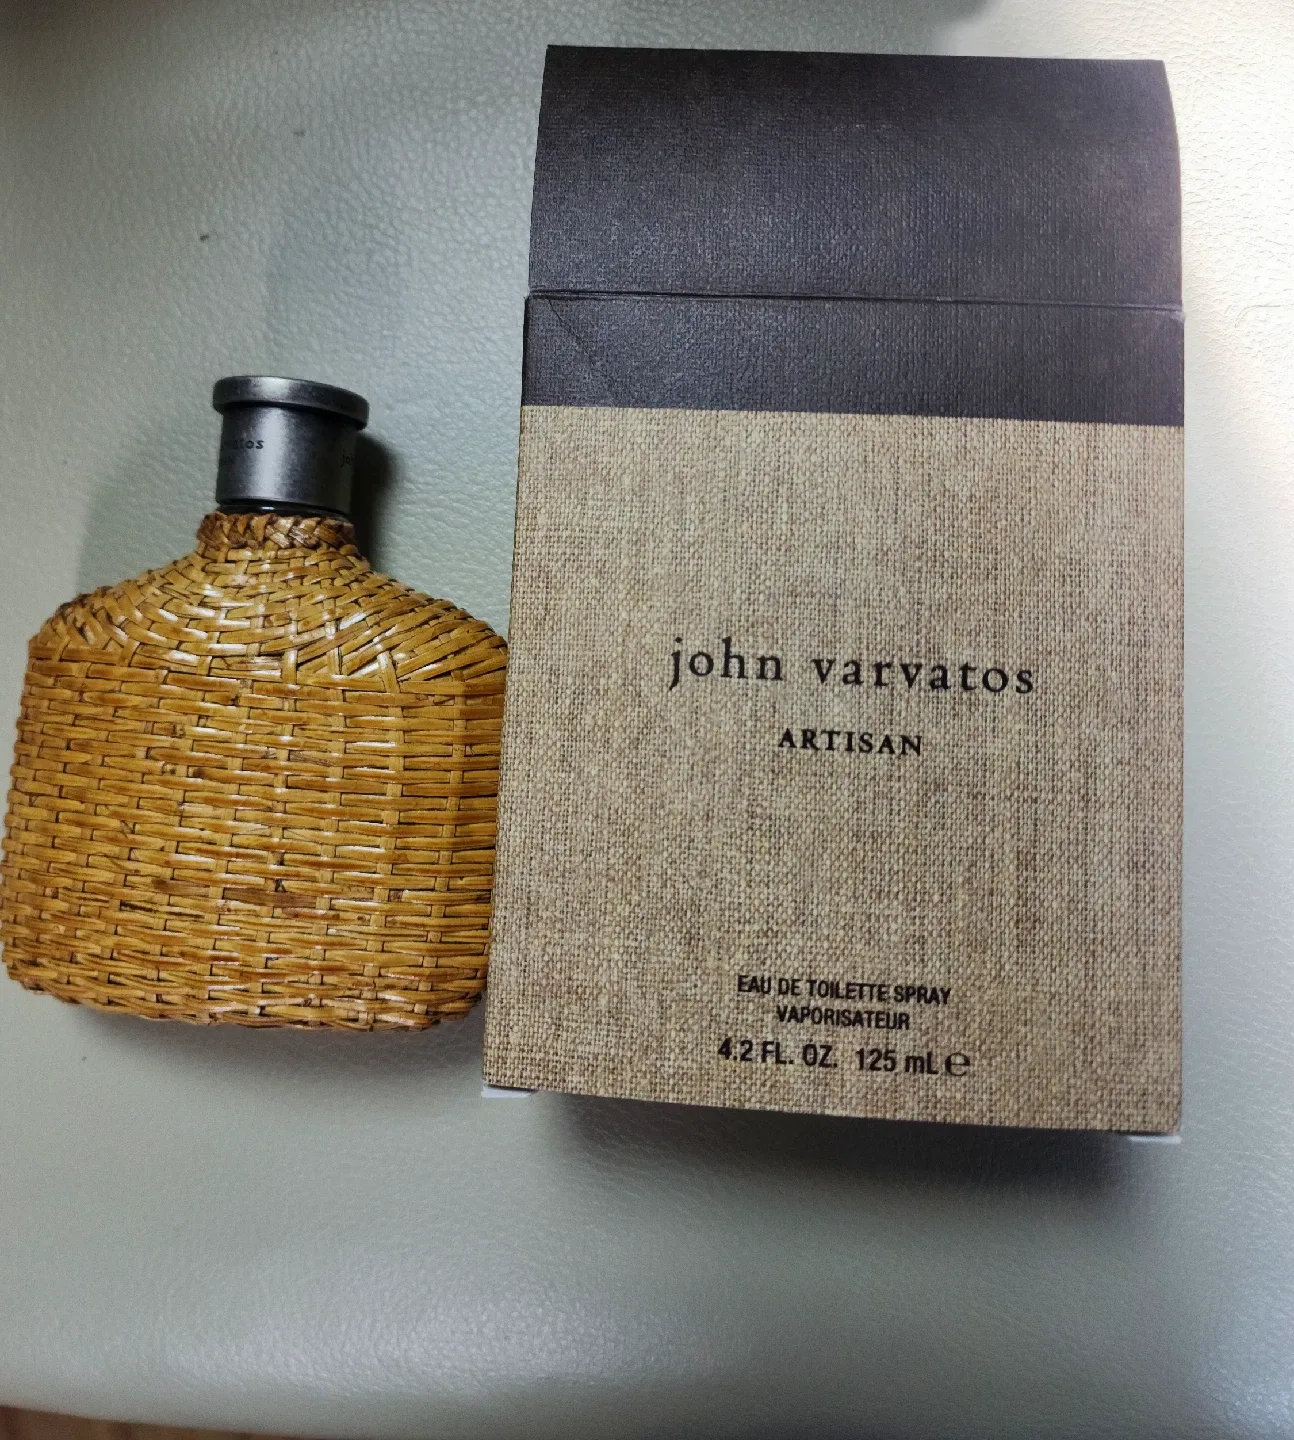 john varvatos
ARTISAN
EAU DE TOILETTE SPRAY
VAPORISATEUR
4.2 FL. OZ. 125 mL ℮